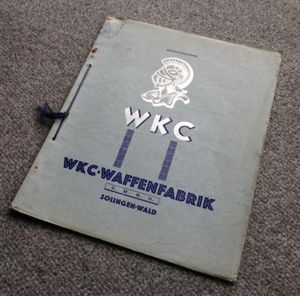 WKC
WKC·WAFFENFABRIK
G.M.B.H.
SOLINGEN-WALD